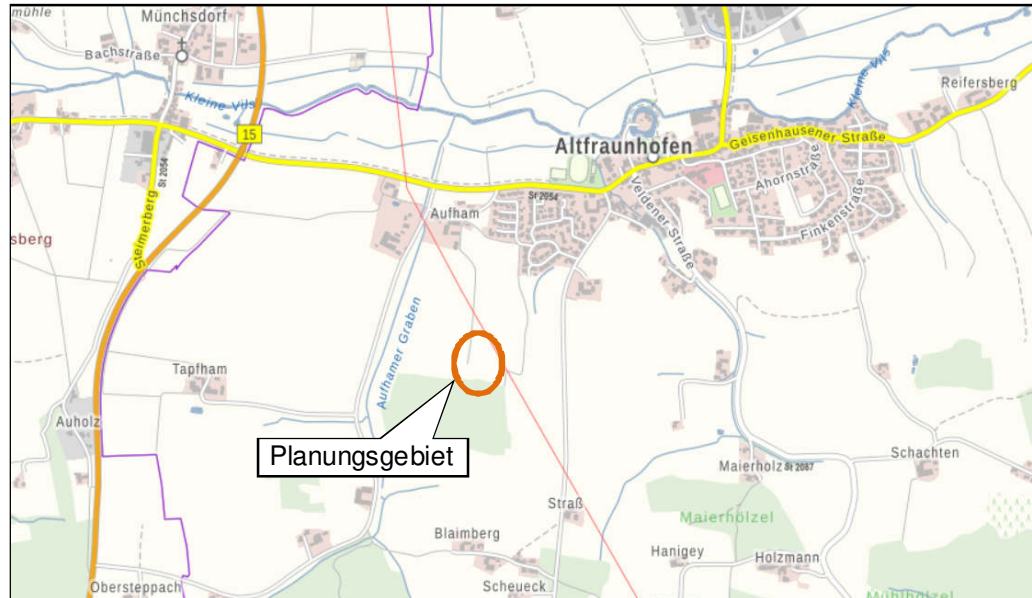 mühle
Münchsdorf
Bachstraße
Kleine Vils
Kleine Vils
Reifersberg
15
Geisenhausener Straße
Altfraunhofen
St 2054
Ahornstraße
St 2054
Veldener Straße
Aufham
Finkenstraße
sberg
Steimerberg
Aufhamer Graben
Tapfham
Auholz
Planungsgebiet
Schachten
Maierholz St 2087
Straß
Maierhölzel
Blaimberg
Hanigey
Holzmann
Obersteppach
Scheueck
Mühlhölzel